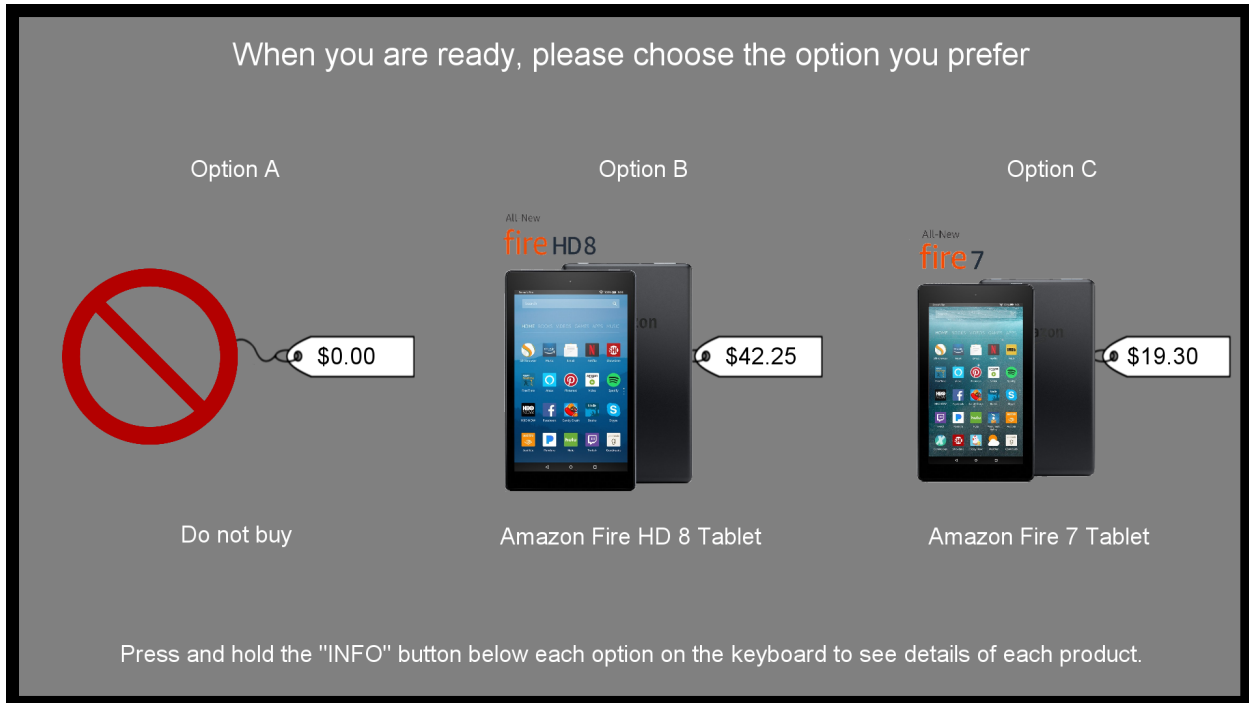 When you are ready, please choose the option you prefer
Option A
Option B
Option C
All New
fire HD8
All-New
fire 7
$0.00
$42.25
$19.30
Do not buy
Amazon Fire HD 8 Tablet
Amazon Fire 7 Tablet
Press and hold the "INFO" button below each option on the keyboard to see details of each product.